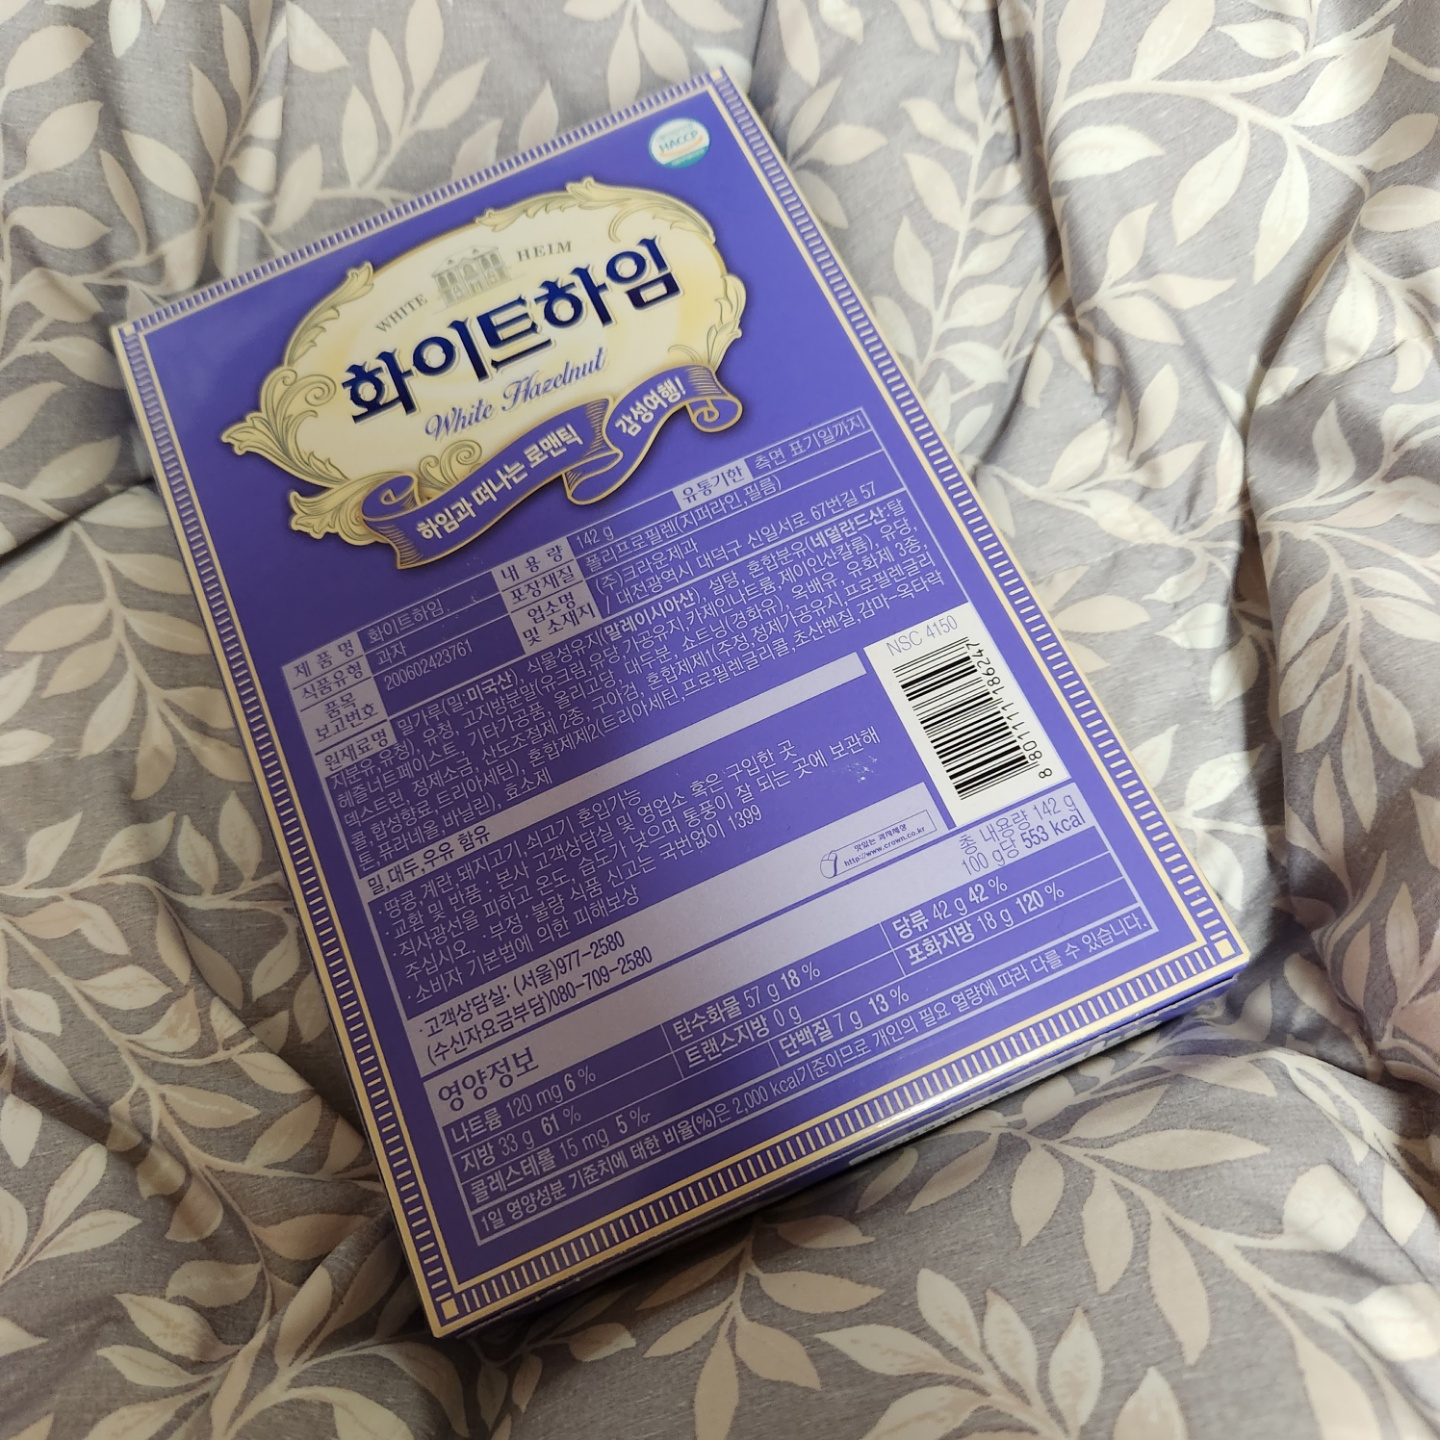 HACCP
WHITE HEIM
화이트하임
White Hazelnut
하임과 떠나는 로맨틱 감성여행!
제 품 명 화이트하임 내 용 량 142 g 유통기한 측면 표기일까지
식품유형 과자 포장재질 폴리프로필렌(지퍼라인, 필름)
품목보고번호 200602423761 업소명 및 소재지 (주)크라운제과 / 대전광역시 대덕구 신일서로 67번길 57
원재료명 밀가루(밀:미국산), 식물성유지(말레이시아산), 설탕, 혼합분유(네덜란드산:탈
지분유,유청), 유청, 고지방분말(유크림,유당,가공유지,카제인나트륨,제이인산칼륨), 유당,
헤즐너트페이스트, 기타가공품, 올리고당, 대두분, 쇼트닝(경화유), 옥배유, 유화제 3종,
덱스트린, 정제소금, 산도조절제 2종, 구아검, 혼합제제1(주정,정제가공유지,프로필렌글리
콜,합성향료,트리아세틴), 혼합제제2(트리아세틴,프로필렌글리콜,초산벤질,감마-옥타락
톤,프라네올,바닐린), 효소제
밀,대두,우유 함유
· 땅콩, 계란, 돼지고기, 쇠고기 혼입가능
· 교환 및 반품 : 본사 고객상담실 및 영업소 혹은 구입한 곳
· 직사광선을 피하고 온도, 습도가 낮으며 통풍이 잘 되는 곳에 보관해
주십시오. · 부정·불량 식품 신고는 국번없이 1399
· 소비자 기본법에 의한 피해보상
· 고객상담실: (서울)977-2580
(수신자요금부담)080-709-2580
맛있는 과자채널
http://www.crown.co.kr
NSC 4150
8 801111 186247
영양정보 총 내용량 142 g
100 g당 553 kcal
나트륨 120 mg 6 % 탄수화물 57 g 18 % 당류 42 g 42 %
지방 33 g 61 % 트랜스지방 0 g 포화지방 18 g 120 %
콜레스테롤 15 mg 5 % 단백질 7 g 13 %
1일 영양성분 기준치에 대한 비율(%)은 2,000 kcal기준이므로 개인의 필요 열량에 따라 다를 수 있습니다.